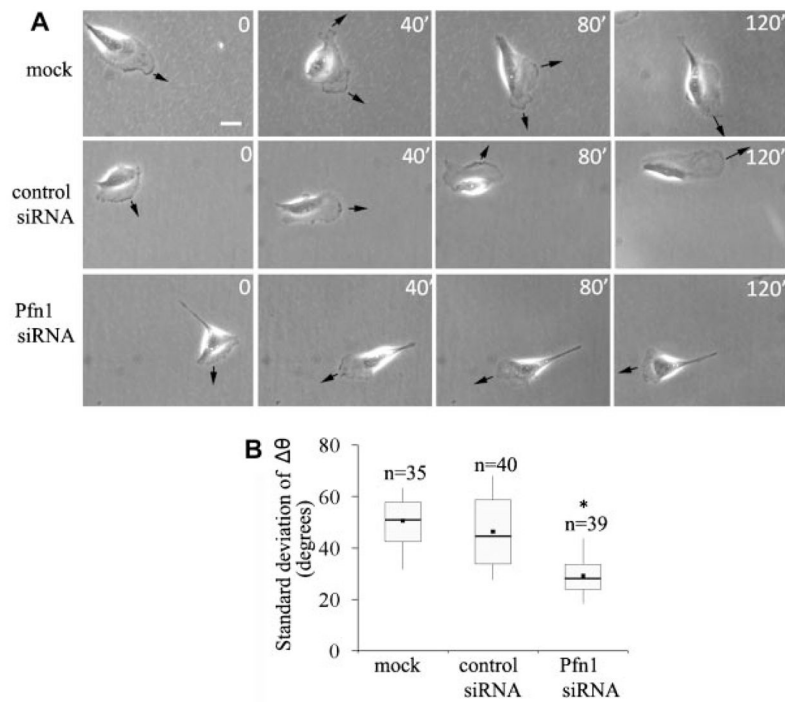 A
mock
0
40′
80′
120′
control
siRNA
0
40′
80′
120′
Pfn1
siRNA
0
40′
80′
120′
B
Standard deviation of Δθ
(degrees)
80
60
40
20
0
n=35
n=40
*
n=39
mock
control
siRNA
Pfn1
siRNA